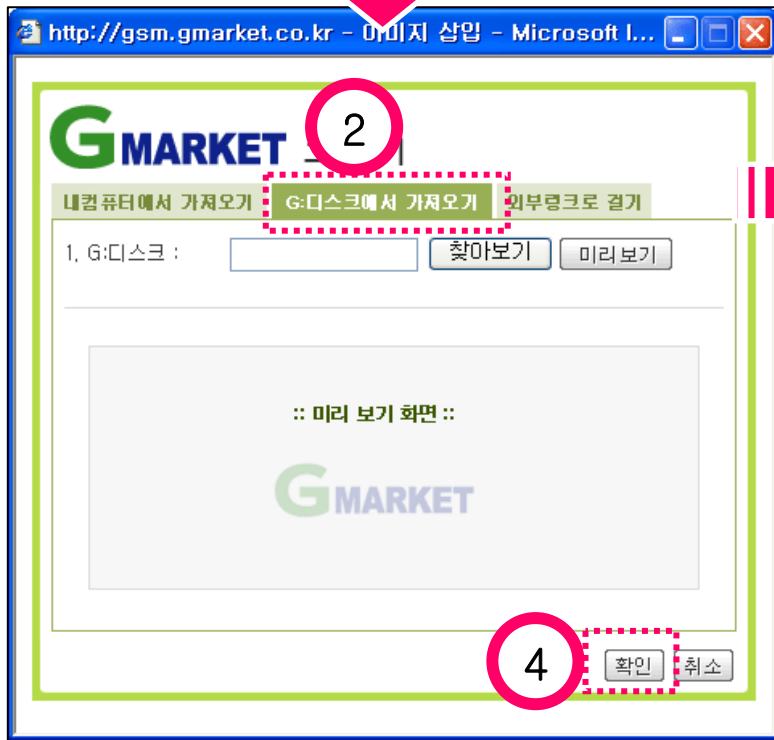 http://gsm.gmarket.co.kr - 이미지 삽입 - Microsoft I...
GMARKET
2
내컴퓨터에서 가져오기 G:디스크에서 가져오기 외부링크로 걸기
1. G:디스크 : 찾아보기 미리보기
:: 미리 보기 화면 ::
GMARKET
4 확인 취소